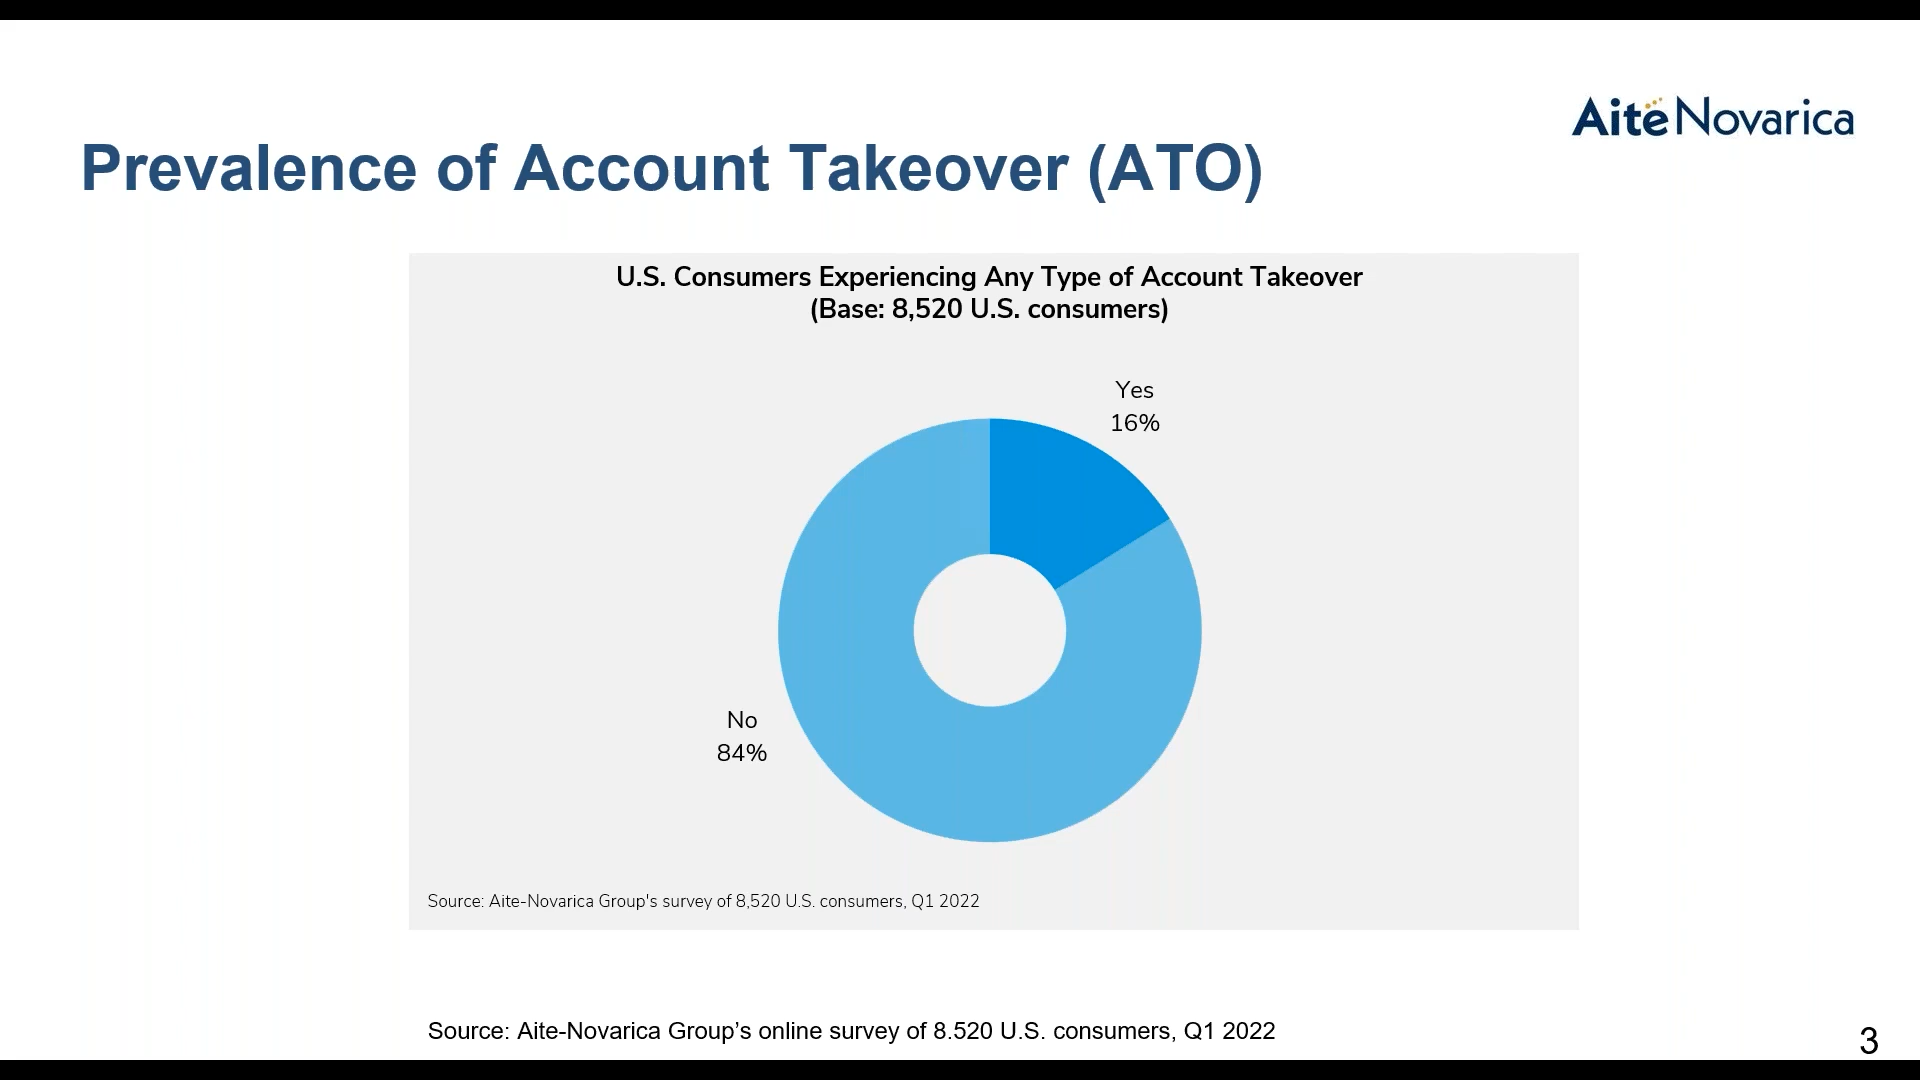 Aitë Novarica
Prevalence of Account Takeover (ATO)
U.S. Consumers Experiencing Any Type of Account Takeover
(Base: 8,520 U.S. consumers)
Yes
16%
No
84%
Source: Aite-Novarica Group's survey of 8,520 U.S. consumers, Q1 2022
Source: Aite-Novarica Group’s online survey of 8.520 U.S. consumers, Q1 2022
3